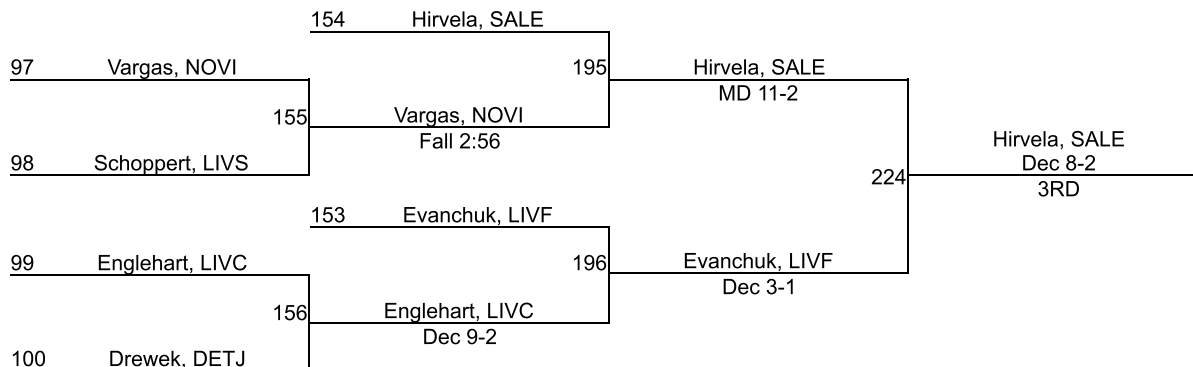 154 Hirvela, SALE
97 Vargas, NOVI
195 Hirvela, SALE
MD 11-2
155 Vargas, NOVI
Fall 2:56
98 Schoppert, LIVS
Hirvela, SALE
Dec 8-2
224
3RD
153 Evanchuk, LIVF
99 Englehart, LIVC
196 Evanchuk, LIVF
Dec 3-1
156 Englehart, LIVC
Dec 9-2
100 Drewek, DETJ